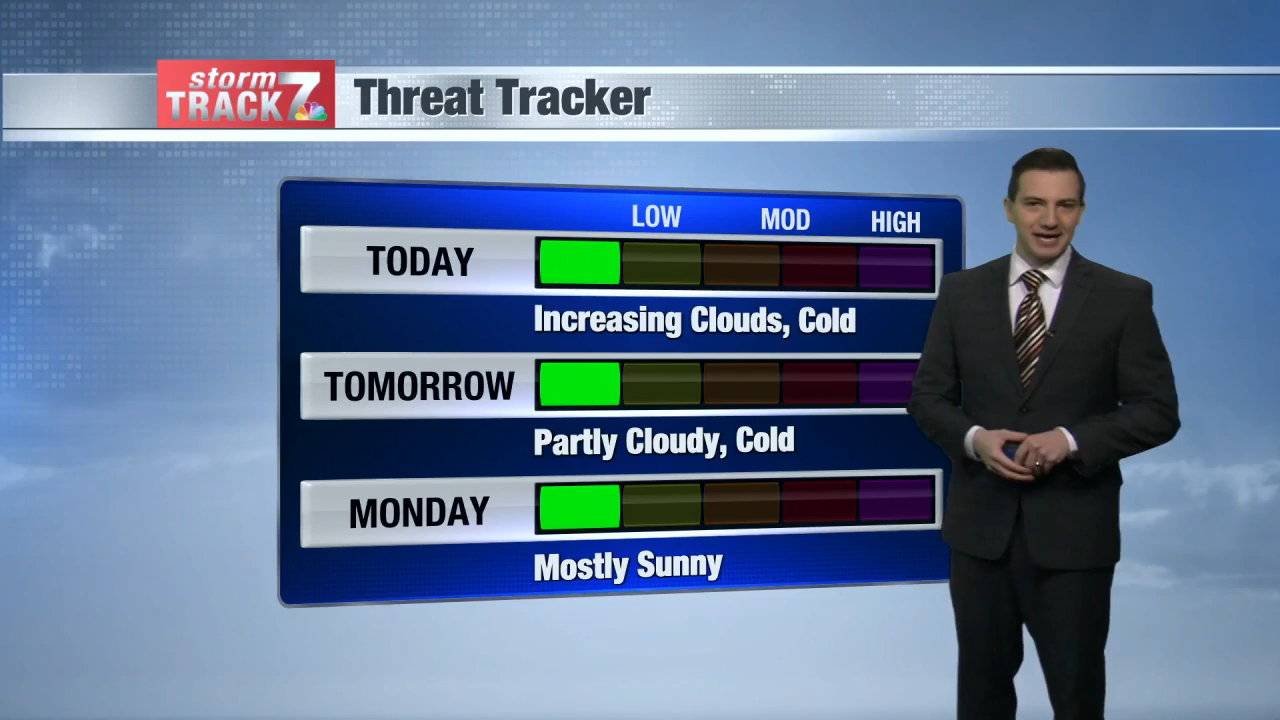 storm
TRACK 7
Threat Tracker
LOW MOD HIGH
TODAY
Increasing Clouds, Cold
TOMORROW
Partly Cloudy, Cold
MONDAY
Mostly Sunny